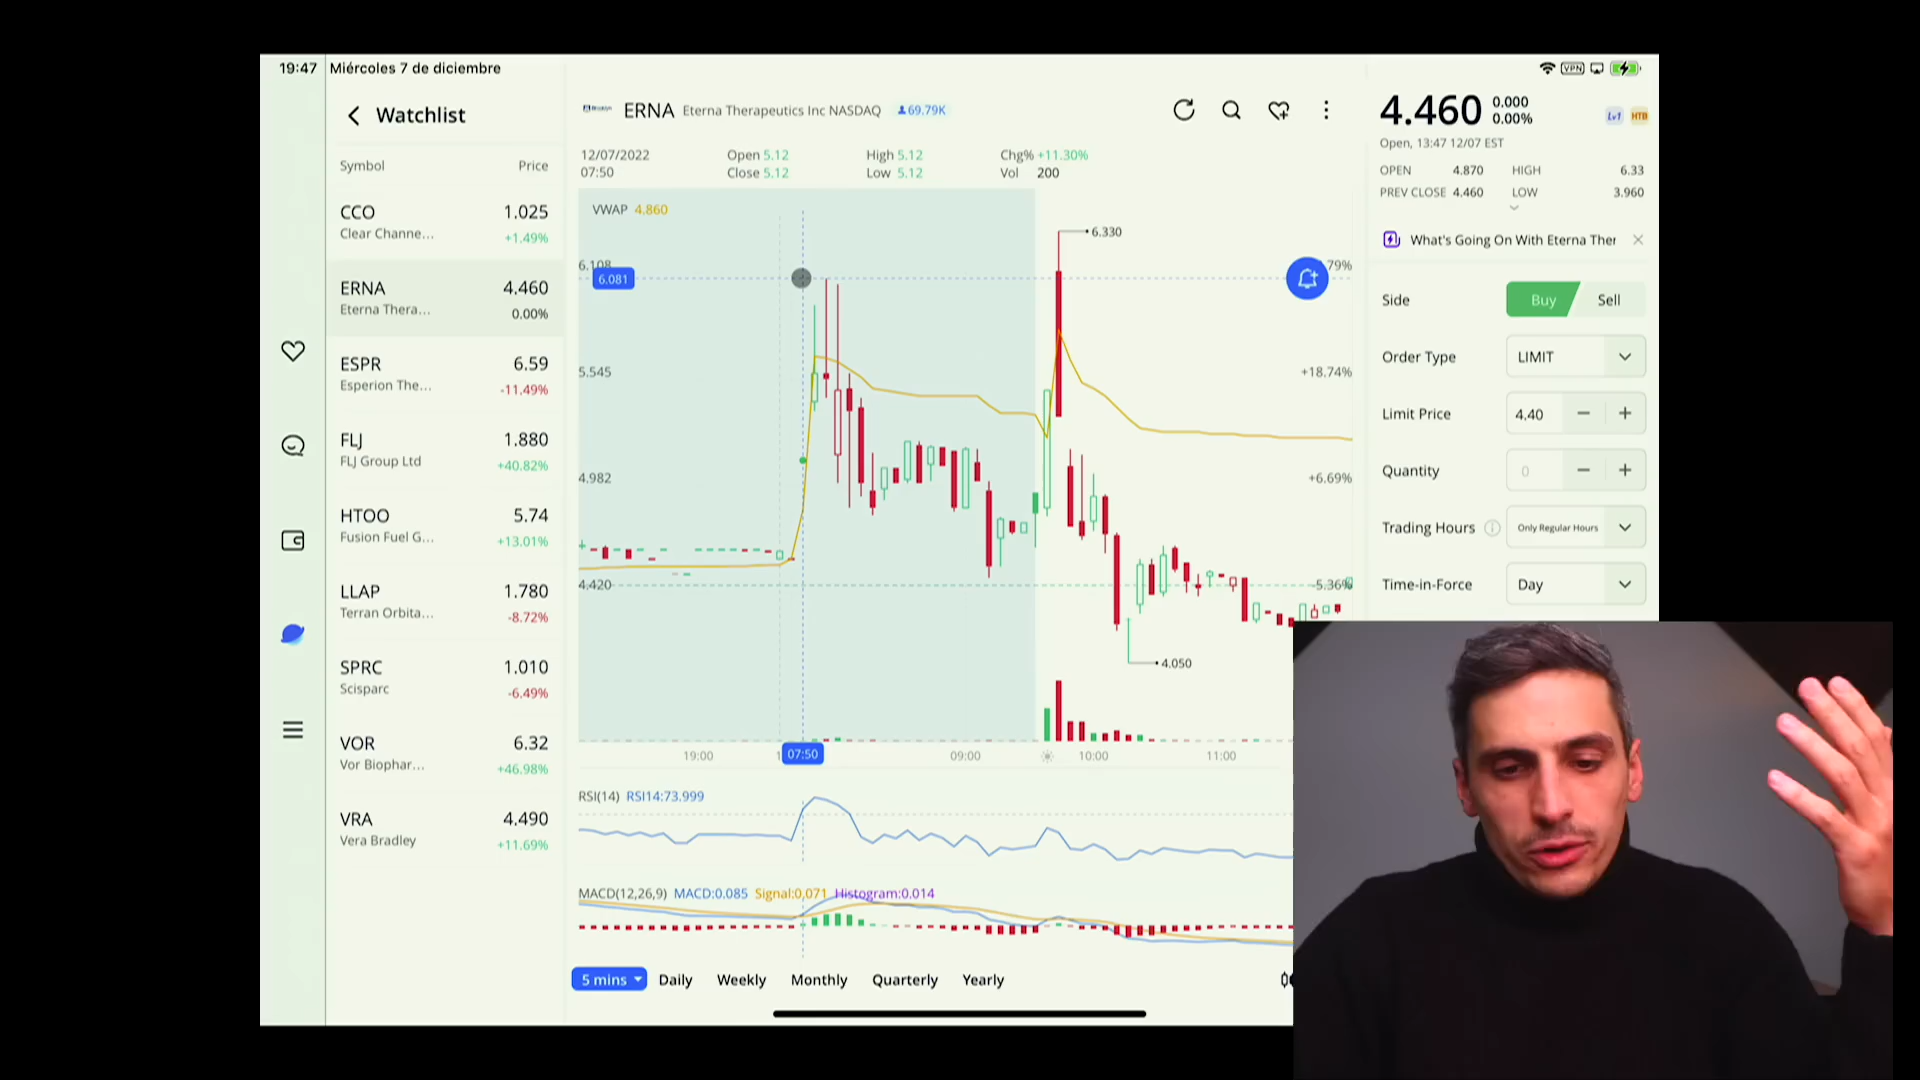 19:47 Miércoles 7 de diciembre
VPN
Watchlist
Symbol Price
CCO 1.025
Clear Channe... +1.49%
ERNA 4.460
Eterna Thera... 0.00%
ESPR 6.59
Esperion The... -11.49%
FLJ 1.880
FLJ Group Ltd +40.82%
HTOO 5.74
Fusion Fuel G... +13.01%
LLAP 1.780
Terran Orbita... -8.72%
SPRC 1.010
Scisparc -6.49%
VOR 6.32
Vor Biophar... +46.98%
VRA 4.490
Vera Bradley +11.69%
ERNA Eterna Therapeutics Inc NASDAQ 69.79K
12/07/2022 Open 5.12 High 5.12 Chg% +11.30%
07:50 Close 5.12 Low 5.12 Vol 200
VWAP 4.860
6.330
6.108
6.081
79%
5.545 +18.74%
4.982 +6.69%
4.420 -5.36%
4.050
19:00 07:50 09:00 10:00 11:00
RSI(14) RSI14:73.999
MACD(12,26,9) MACD:0.085 Signal:0.071 Histogram:0.014
5 mins Daily Weekly Monthly Quarterly Yearly
4.460 0.000
0.00%
Lv1 HTB
Open, 13:47 12/07 EST
OPEN 4.870 HIGH 6.33
PREV CLOSE 4.460 LOW 3.960
What's Going On With Eterna Ther
Side Buy Sell
Order Type LIMIT
Limit Price 4.40
Quantity 0
Trading Hours Only Regular Hours
Time-in-Force Day